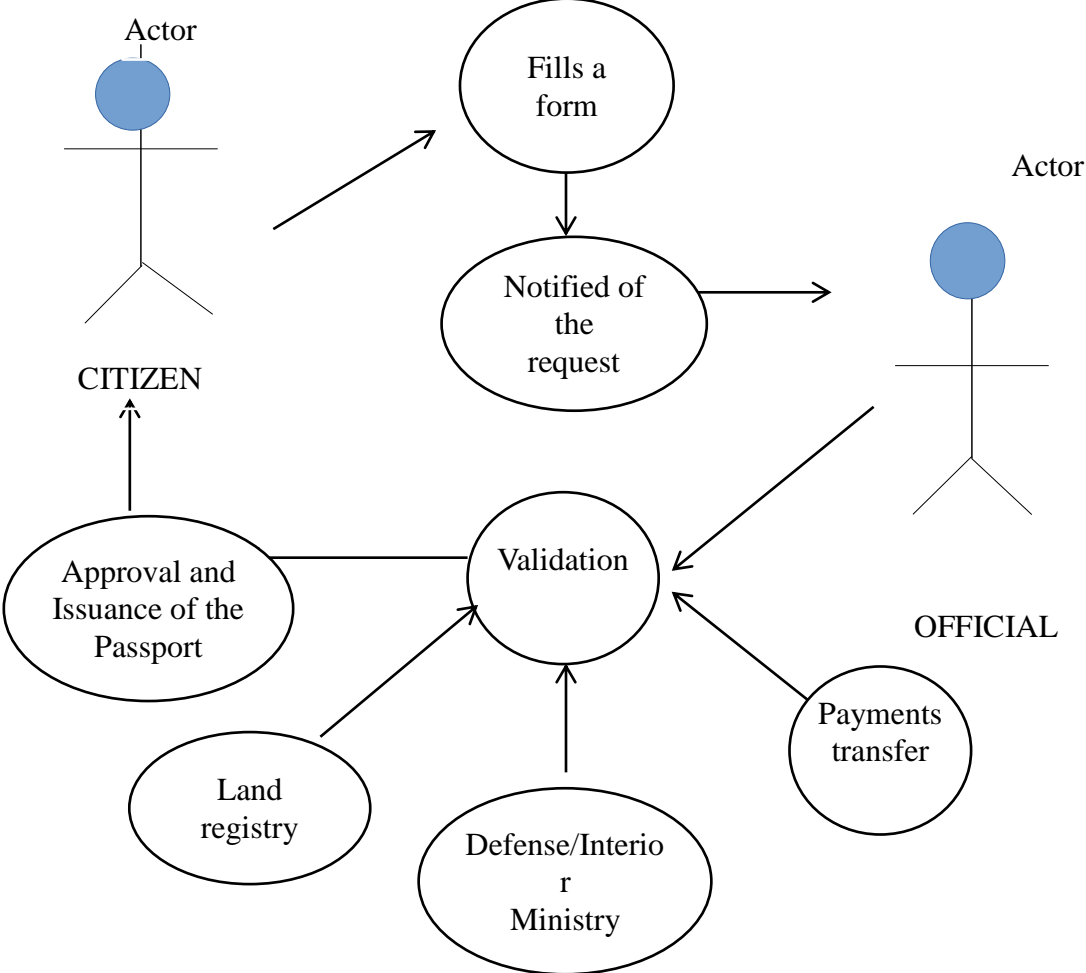 Actor
Fills a
form
Actor
Notified of
the
request
CITIZEN
Validation
Approval and
Issuance of the
Passport
OFFICIAL
Payments
transfer
Land
registry
Defense/Interio
r
Ministry